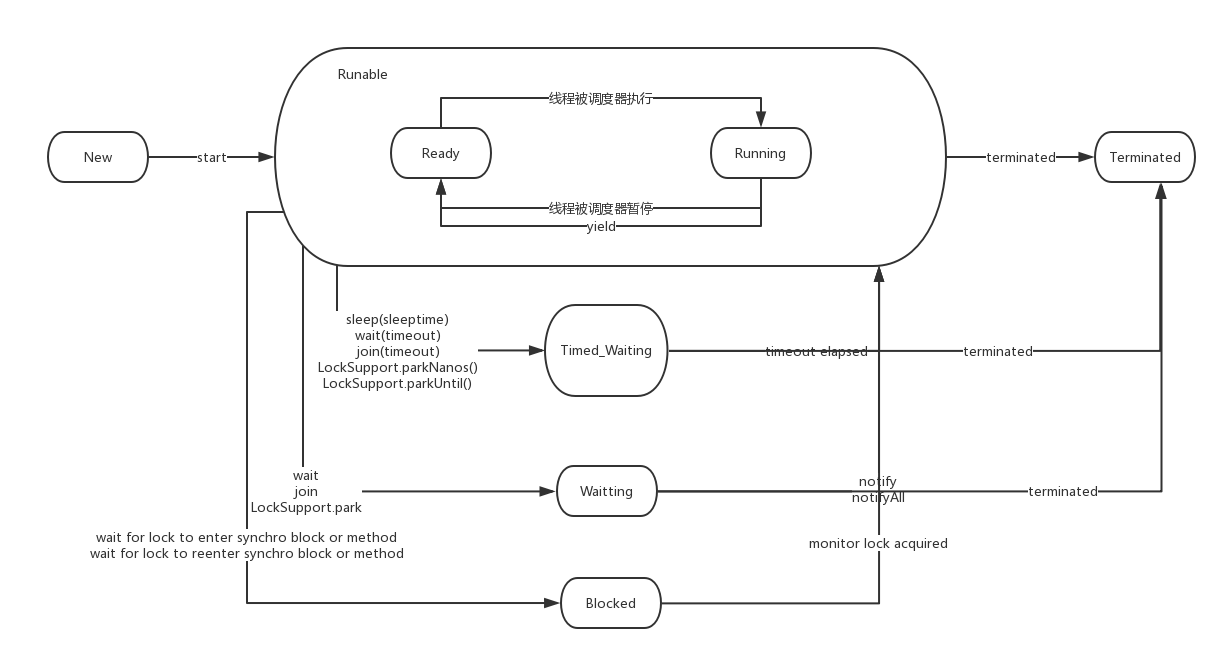 Runable
线程被调度器执行
New
start
Ready
Running
terminated
Terminated
线程被调度器暂停
yield
sleep(sleeptime)
wait(timeout)
join(timeout)
LockSupport.parkNanos()
LockSupport.parkUntil()
Timed_Waiting
timeout elapsed
terminated
wait
join
LockSupport.park
Waitting
notify
notifyAll
terminated
wait for lock to enter synchro block or method
wait for lock to reenter synchro block or method
monitor lock acquired
Blocked